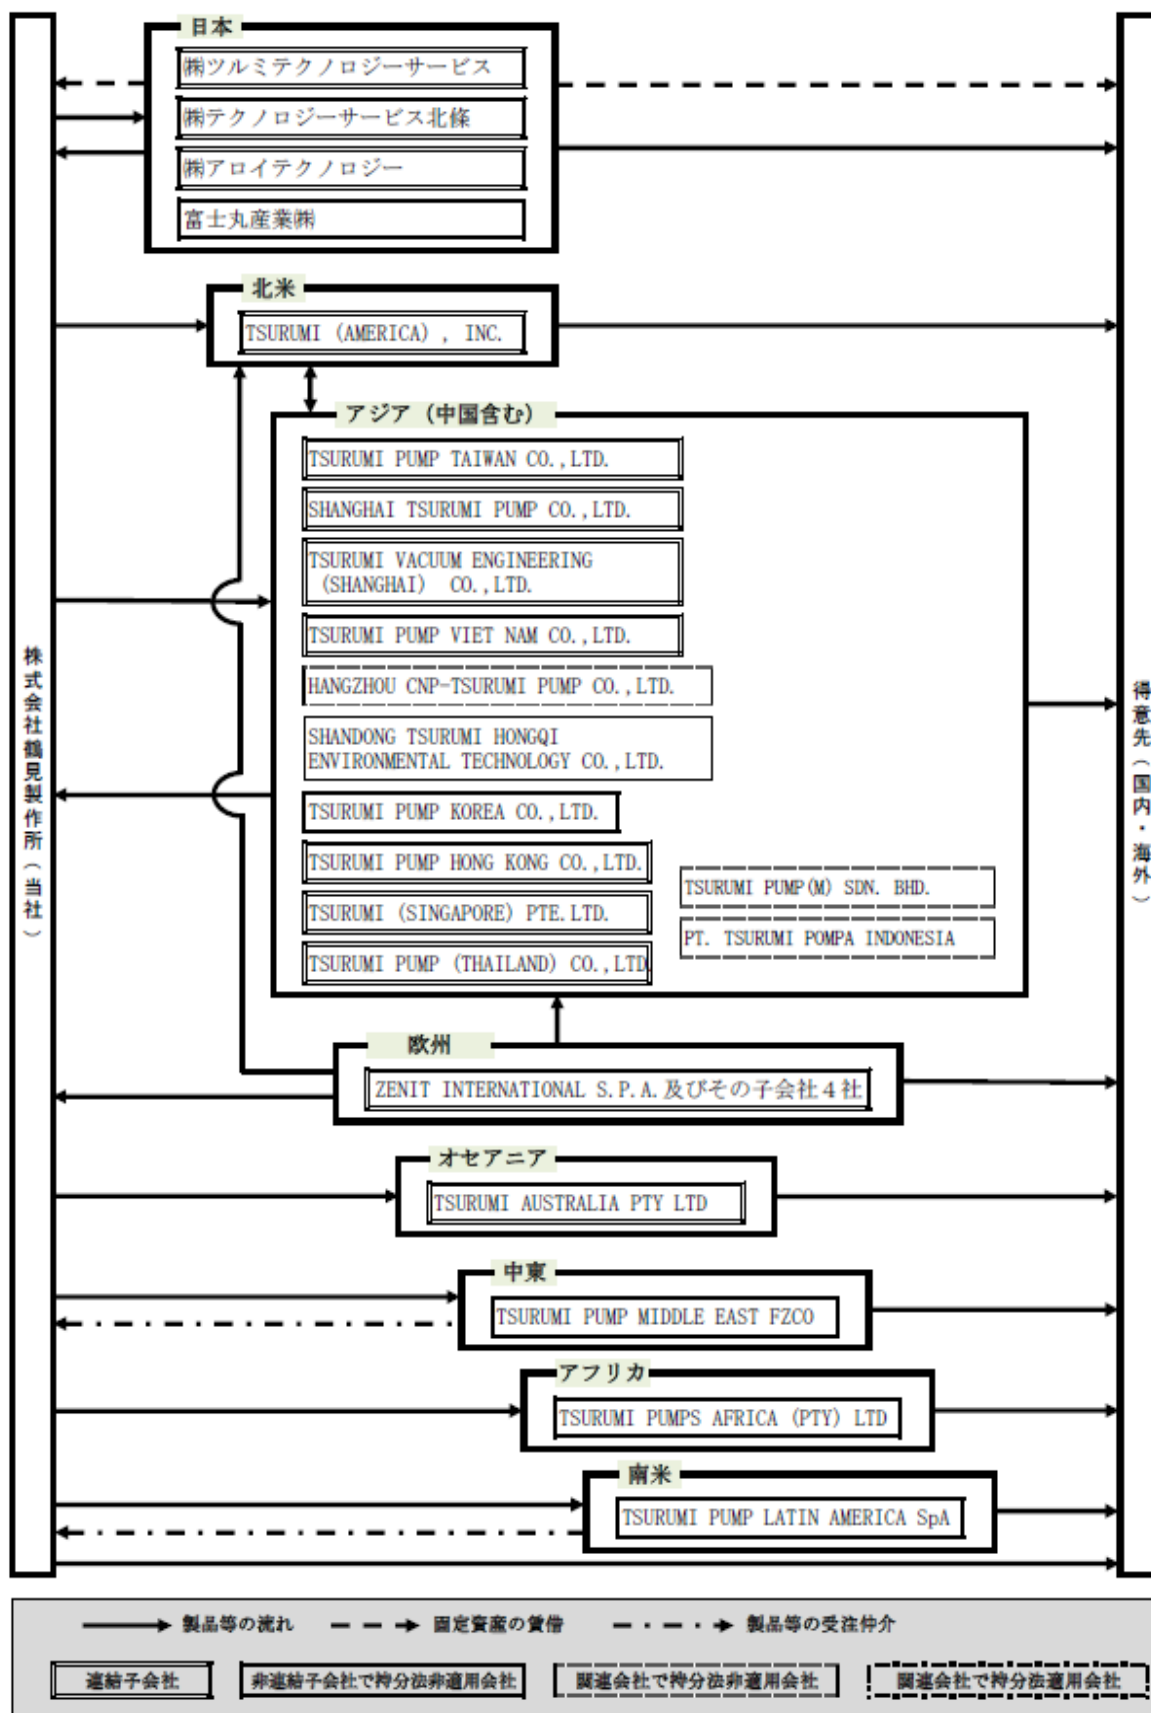 日本
㈱ツルミテクノロジーサービス
㈱テクノロジーサービス北條
㈱アロイテクノロジー
富士丸産業㈱
北米
TSURUMI (AMERICA) , INC.
アジア (中国含む)
TSURUMI PUMP TAIWAN CO.,LTD.
SHANGHAI TSURUMI PUMP CO.,LTD.
TSURUMI VACUUM ENGINEERING
(SHANGHAI) CO.,LTD.
TSURUMI PUMP VIET NAM CO.,LTD.
HANGZHOU CNP-TSURUMI PUMP CO.,LTD.
SHANDONG TSURUMI HONGQI
ENVIRONMENTAL TECHNOLOGY CO.,LTD.
TSURUMI PUMP KOREA CO.,LTD.
TSURUMI PUMP HONG KONG CO.,LTD.
TSURUMI (SINGAPORE) PTE.LTD.
TSURUMI PUMP (THAILAND) CO.,LTD
TSURUMI PUMP(M) SDN. BHD.
PT. TSURUMI POMPA INDONESIA
株式会社鶴見製作所(当社)
得意先(国内・海外)
欧州
ZENIT INTERNATIONAL S.P.A.及びその子会社4社
オセアニア
TSURUMI AUSTRALIA PTY LTD
中東
TSURUMI PUMP MIDDLE EAST FZCO
アフリカ
TSURUMI PUMPS AFRICA (PTY) LTD
南米
TSURUMI PUMP LATIN AMERICA SpA
製品等の流れ
固定資産の賃借
製品等の受注仲介
連結子会社
非連結子会社で持分法非適用会社
関連会社で持分法非適用会社
関連会社で持分法適用会社